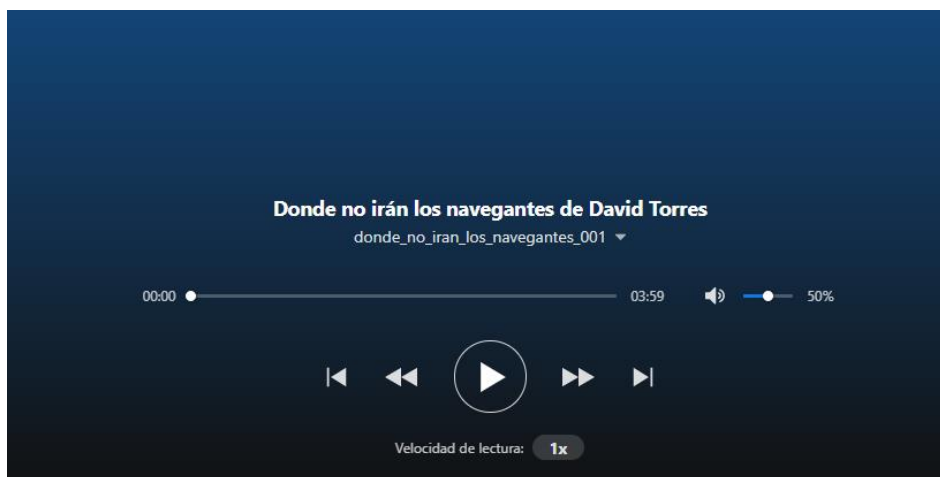 Donde no irán los navegantes de David Torres
donde_no_iran_los_navegantes_001
00:00 03:59 50%
Velocidad de lectura: 1x